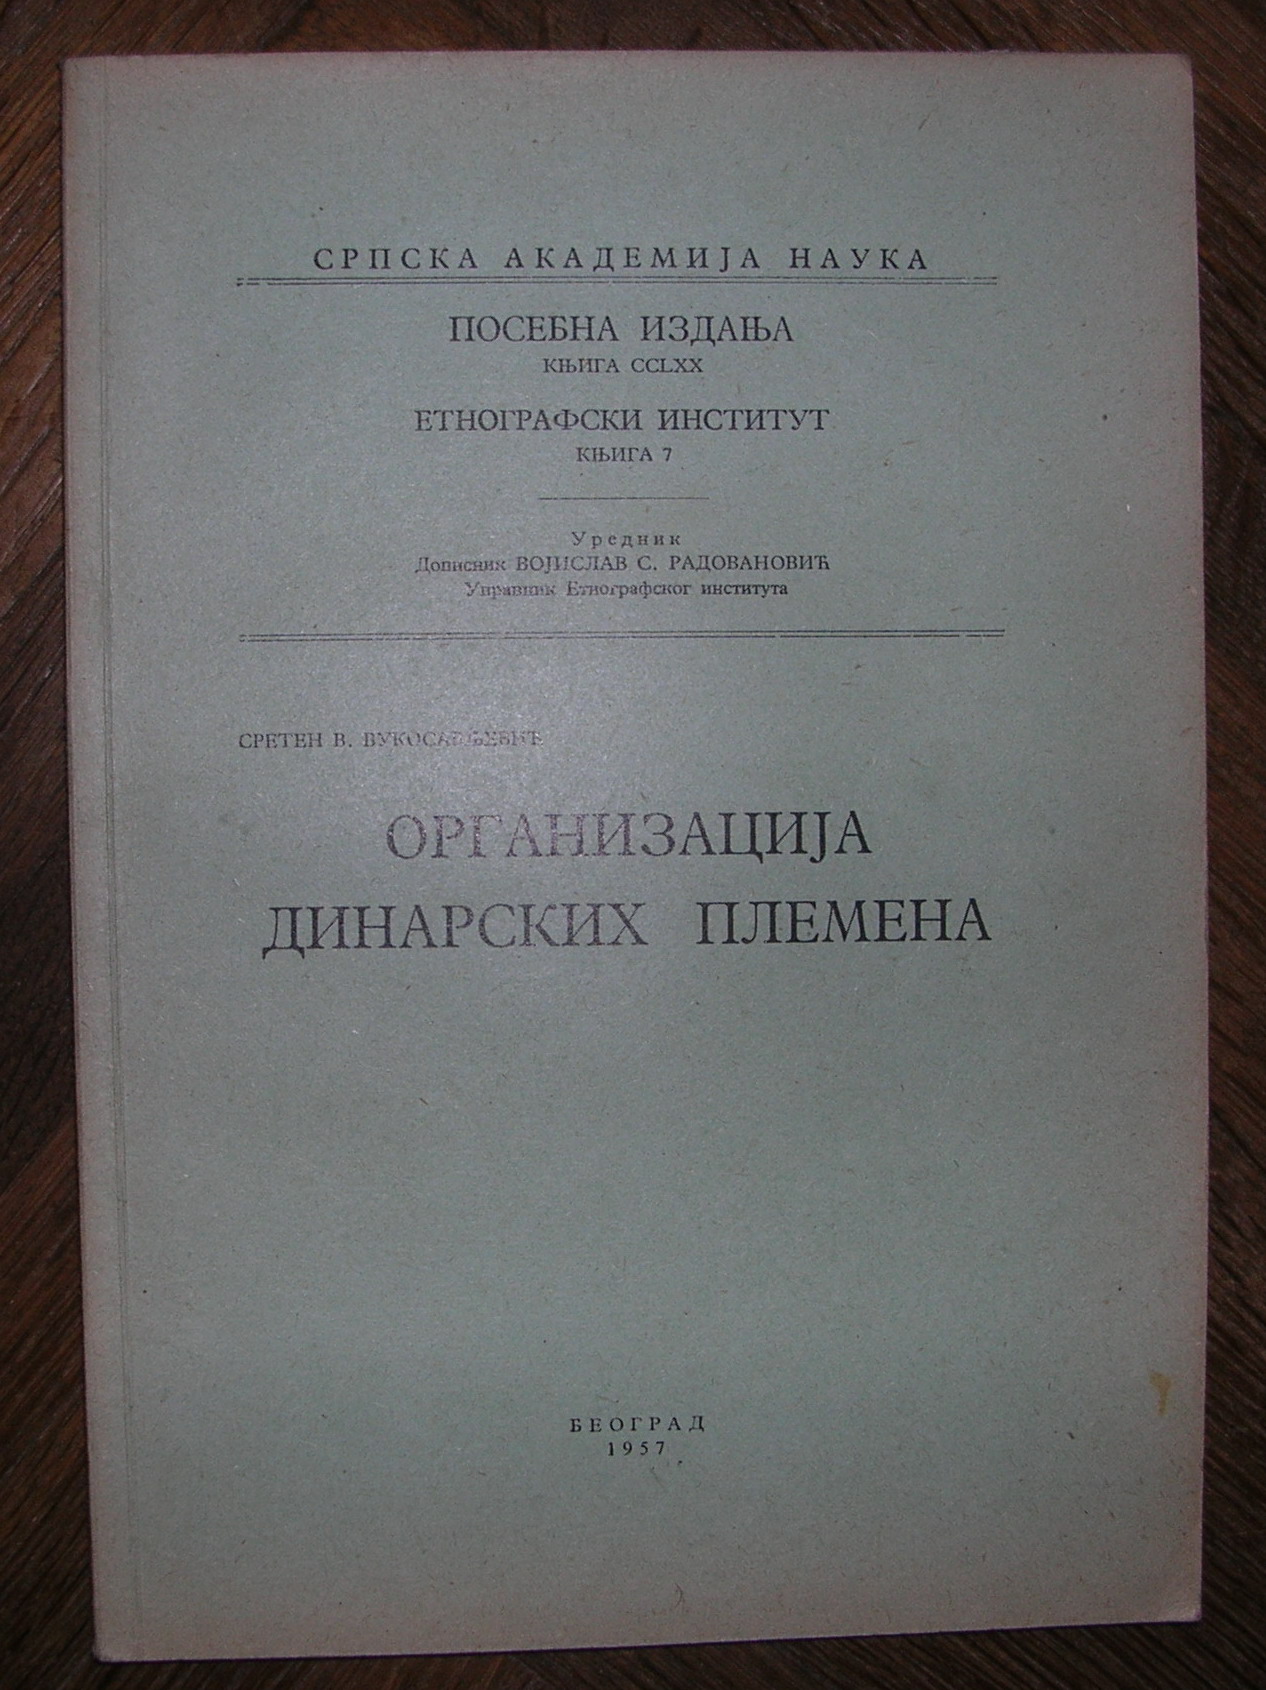 СРПСКА АКАДЕМИЈА НАУКА
ПОСЕБНА ИЗДАЊА
КЊИГА CCLXX
ЕТНОГРАФСКИ ИНСТИТУТ
КЊИГА 7
Уредник
Дописник ВОЈИСЛАВ С. РАДОВАНОВИЋ
Управник Етнографског института
СРЕТЕН В. ВУКОСАВЉЕВИЋ
ОРГАНИЗАЦИЈА
ДИНАРСКИХ ПЛЕМЕНА
БЕОГРАД
1957